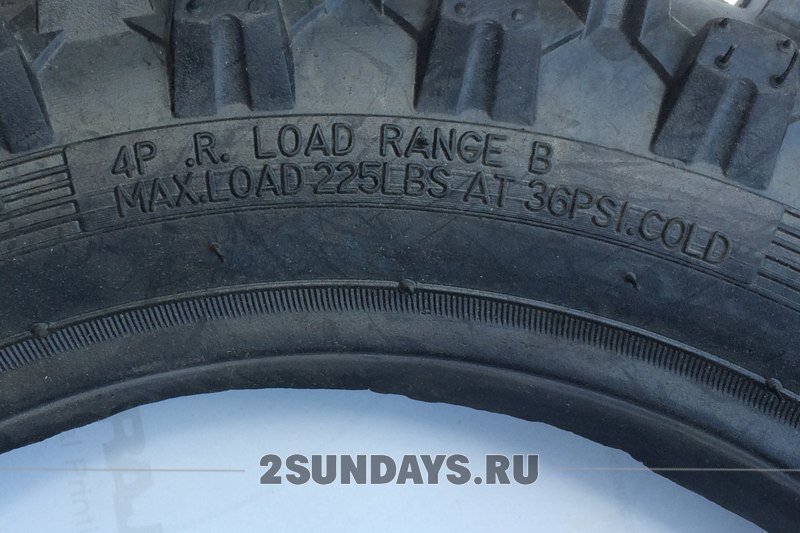 4P .R. LOAD RANGE B
MAX.LOAD 225LBS AT 36PSI.COLD
2SUNDAYS.RU